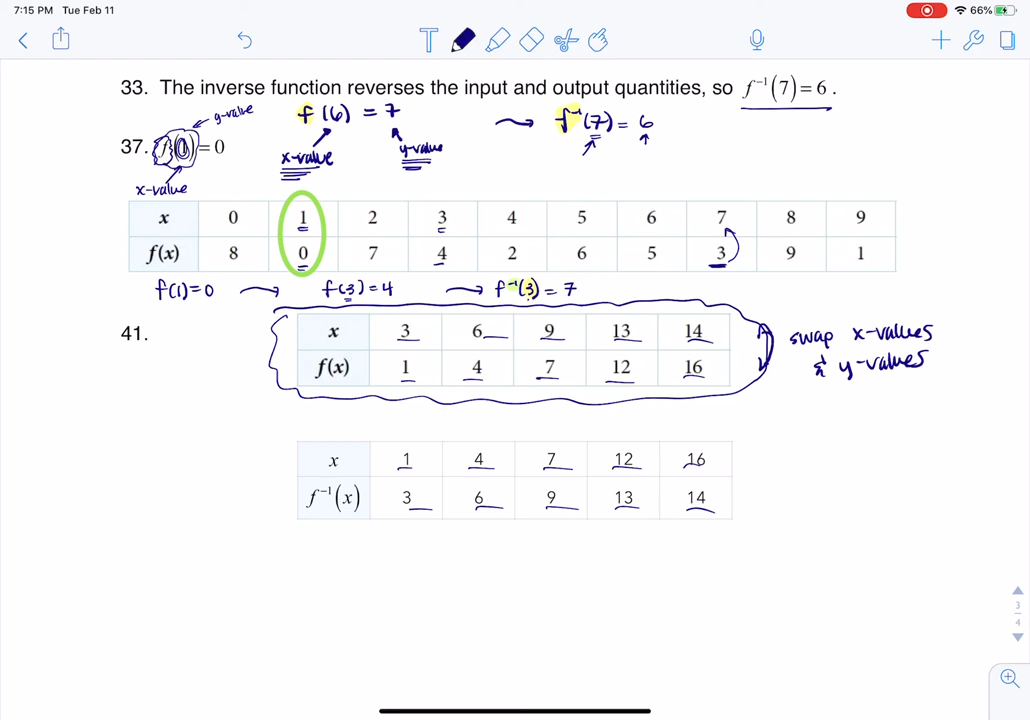 7:15 PM Tue Feb 11 66%
33. The inverse function reverses the input and output quantities, so f⁻¹(7) = 6.
f(6) = 7 → f⁻¹(7) = 6
y-value
37. f(1) = 0
x-value y-value
x-value
x 0 1 2 3 4 5 6 7 8 9
f(x) 8 0 7 4 2 6 5 3 9 1
f(1)=0 → f(3)=4 → f⁻¹(3) = 7
41.
x 3 6 9 13 14
f(x) 1 4 7 12 16
swap x-values
& y-values
x 1 4 7 12 16
f⁻¹(x) 3 6 9 13 14
3
4